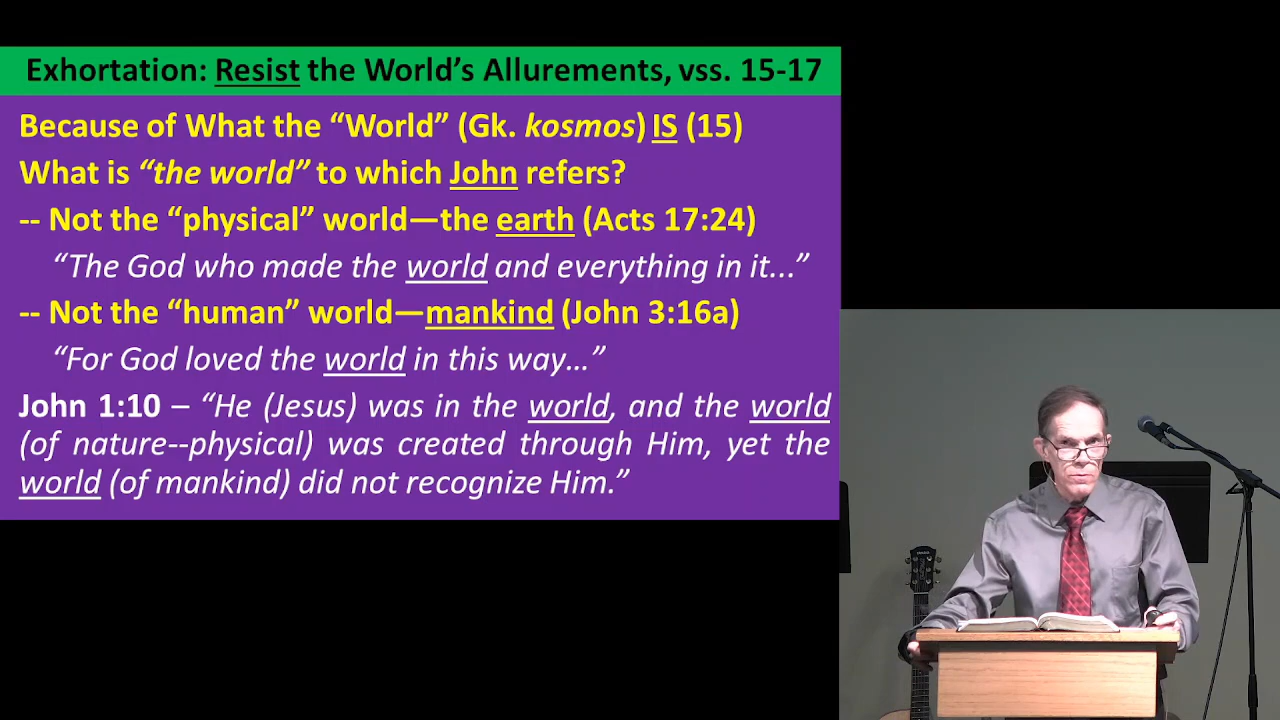 Exhortation: Resist the World’s Allurements, vss. 15-17
Because of What the “World” (Gk. kosmos) IS (15)
What is “the world” to which John refers?
-- Not the “physical” world—the earth (Acts 17:24)
“The God who made the world and everything in it...”
-- Not the “human” world—mankind (John 3:16a)
“For God loved the world in this way…”
John 1:10 – “He (Jesus) was in the world, and the world
(of nature--physical) was created through Him, yet the
world (of mankind) did not recognize Him.”